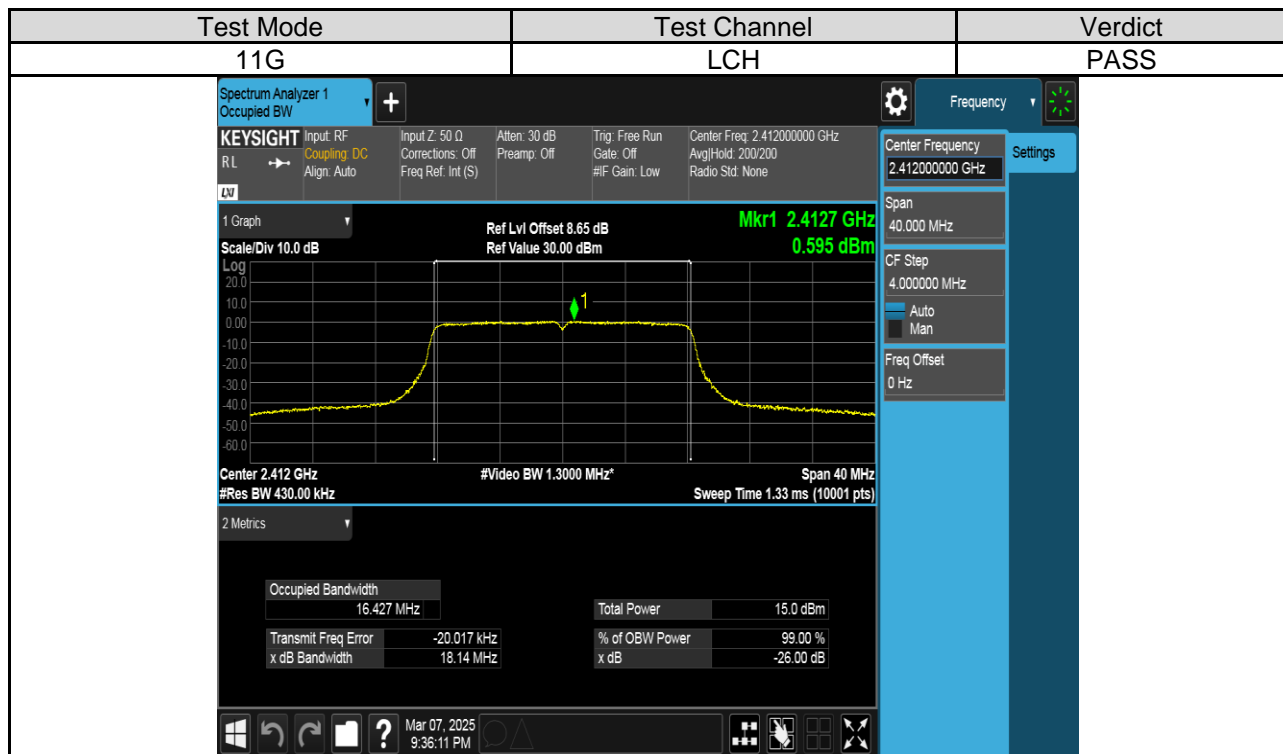 Test Mode Test Channel Verdict
11G LCH PASS
Spectrum Analyzer 1
Occupied BW
Frequency
KEYSIGHT Input: RF Input Z: 50 Ω Atten: 30 dB Trig: Free Run Center Freq: 2.412000000 GHz
R L Coupling: DC Corrections: Off Preamp: Off Gate: Off Avg|Hold: 200/200
Align: Auto Freq Ref: Int (S) #IF Gain: Low Radio Std: None
LXI
1 Graph
Ref Lvl Offset 8.65 dB
Mkr1 2.4127 GHz
Scale/Div 10.0 dB Ref Value 30.00 dBm 0.595 dBm
Log
20.0
10.0
1
0.00
-10.0
-20.0
-30.0
-40.0
-50.0
-60.0
Center 2.412 GHz #Video BW 1.3000 MHz* Span 40 MHz
#Res BW 430.00 kHz Sweep Time 1.33 ms (10001 pts)
2 Metrics
Occupied Bandwidth
16.427 MHz Total Power 15.0 dBm
Transmit Freq Error -20.017 kHz % of OBW Power 99.00 %
x dB Bandwidth 18.14 MHz x dB -26.00 dB
Center Frequency
2.412000000 GHz
Settings
Span
40.000 MHz
CF Step
4.000000 MHz
Auto
Man
Freq Offset
0 Hz
? Mar 07, 2025
9:36:11 PM